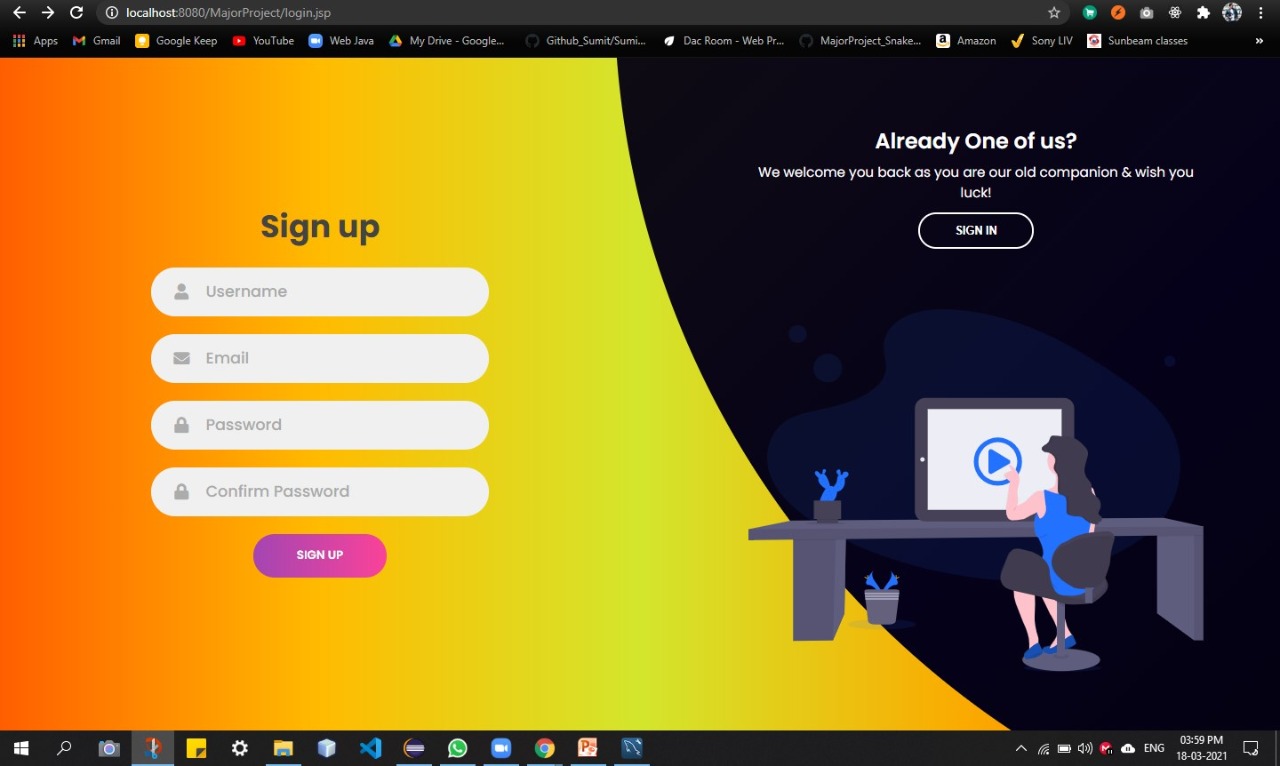 localhost:8080/MajorProject/login.jsp
Apps
Gmail
Google Keep
YouTube
Web Java
My Drive - Google...
Github_Sumit/Sumi...
Dac Room - Web Pr...
MajorProject_Snake...
Amazon
Sony LIV
Sunbeam classes
»
Already One of us?
We welcome you back as you are our old companion & wish you
luck!
SIGN IN
Sign up
Username
Email
Password
Confirm Password
SIGN UP
ENG
03:59 PM
18-03-2021